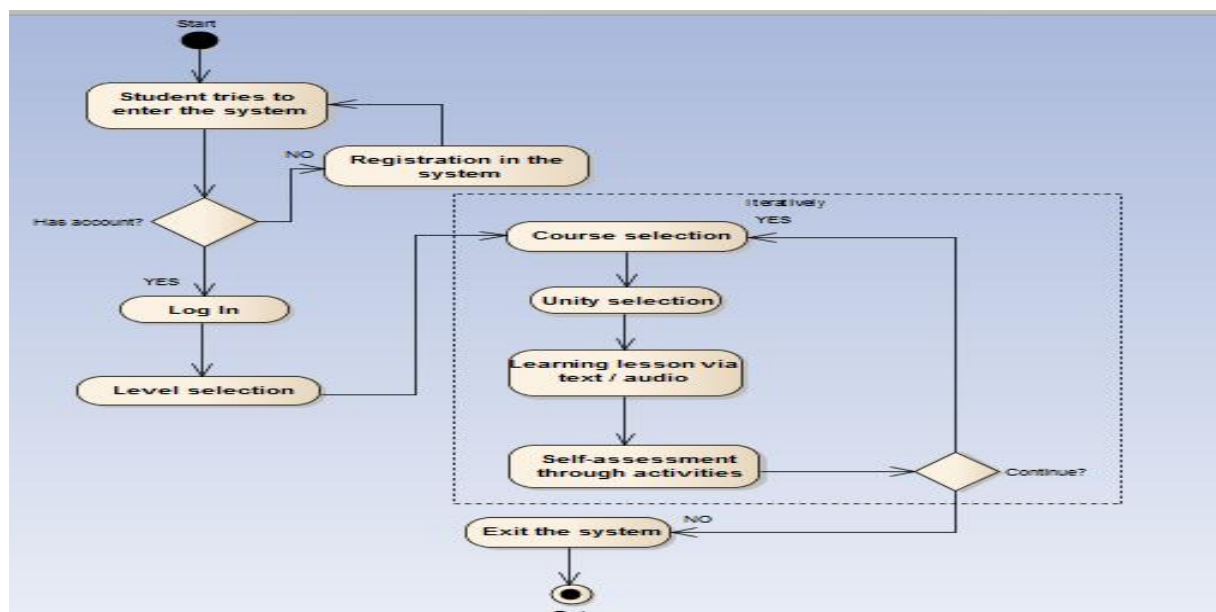 Start
Student tries to
enter the system
NO
Registration in the
system
Has account?
YES
Log In
Level selection
Iteratively
YES
Course selection
Unity selection
Learning lesson via
text / audio
Self-assessment
through activities
Continue?
NO
Exit the system